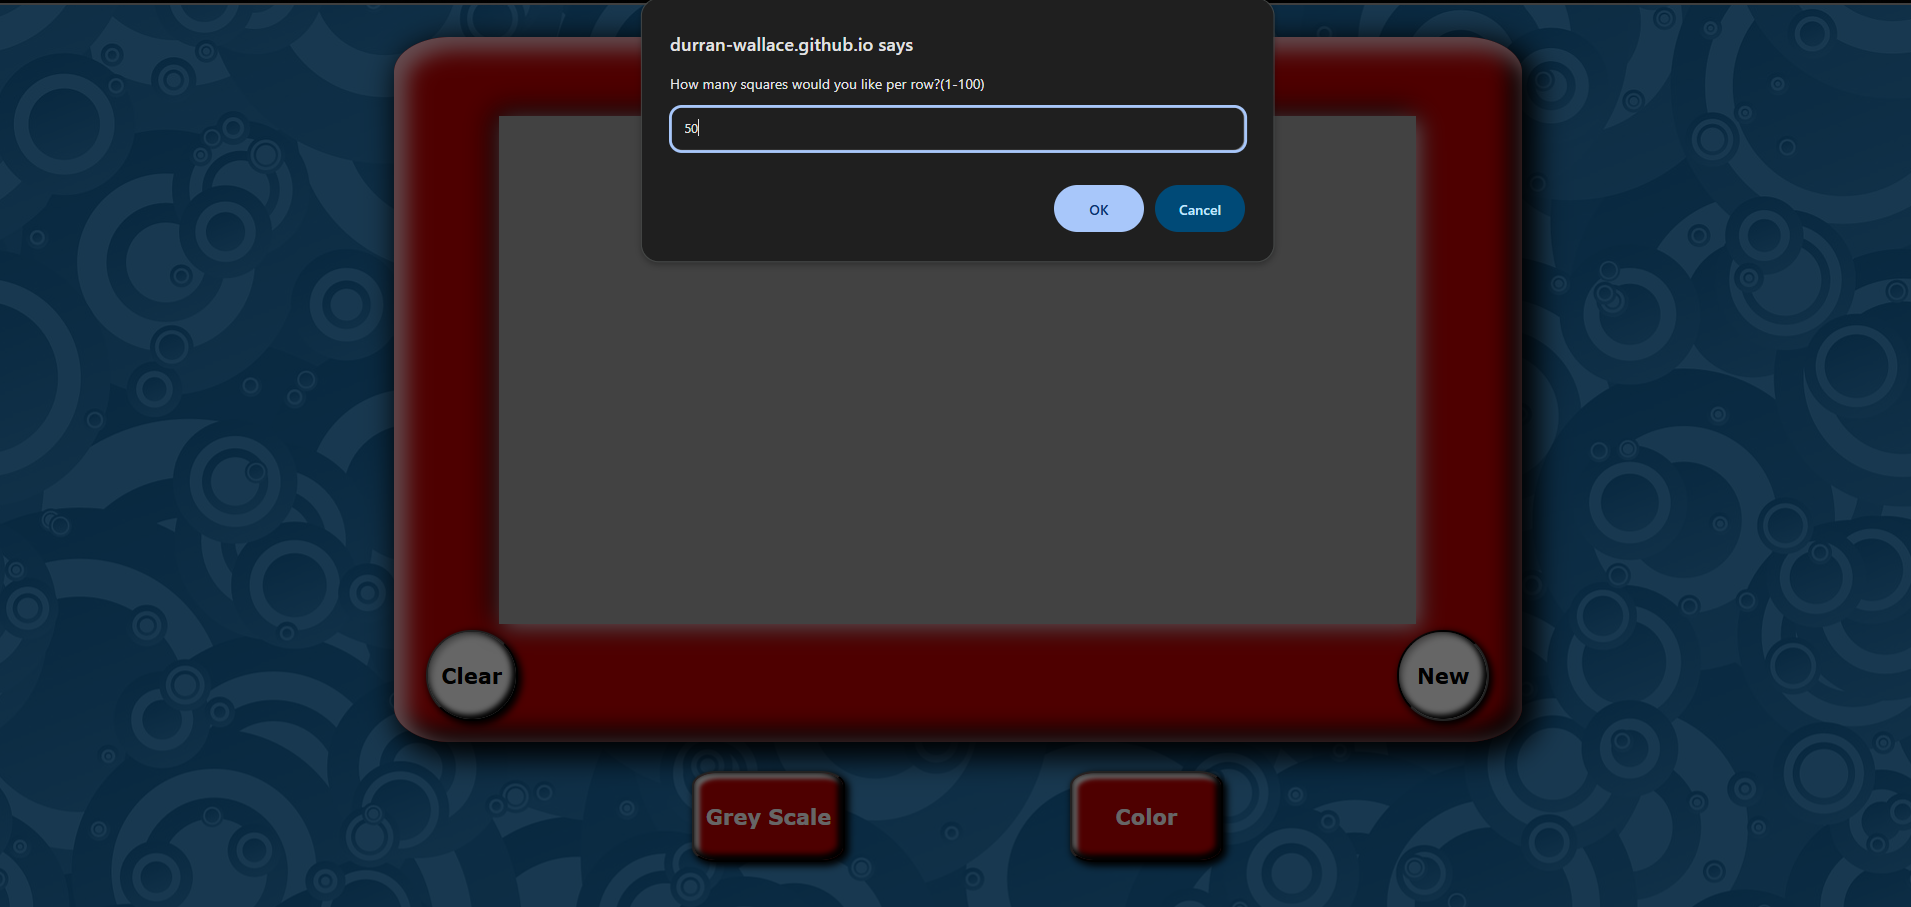 durran-wallace.github.io says
How many squares would you like per row?(1-100)
50
OK
Cancel
Clear
New
Grey Scale
Color